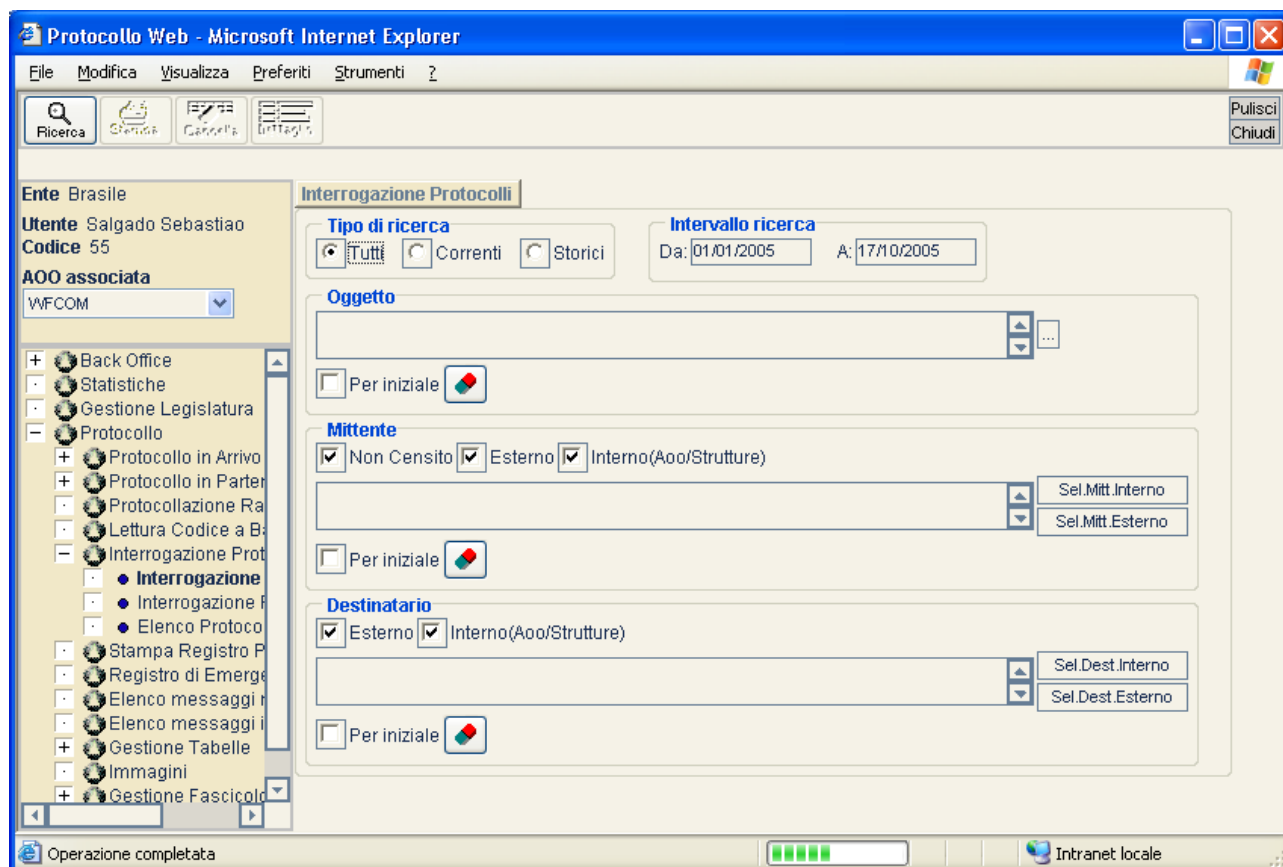 Protocollo Web - Microsoft Internet Explorer
File Modifica Visualizza Preferiti Strumenti ?
Ricerca Stampa Cancella Dettaglio
Pulisci
Chiudi
Ente Brasile
Utente Salgado Sebastiao
Codice 55
AOO associata
WFCOM
Back Office
Statistiche
Gestione Legislatura
Protocollo
Protocollo in Arrivo
Protocollo in Parter
Protocollazione Ra
Lettura Codice a Ba
Interrogazione Prot
Interrogazione
Interrogazione F
Elenco Protoco
Stampa Registro P
Registro di Emerge
Elenco messaggi r
Elenco messaggi i
Gestione Tabelle
Immagini
Gestione Fascicolo
Interrogazione Protocolli
Tipo di ricerca
Tutti Correnti Storici
Intervallo ricerca
Da: 01/01/2005 A: 17/10/2005
Oggetto
...
Per iniziale
Mittente
Non Censito Esterno Interno(Aoo/Strutture)
Sel.Mitt.Interno
Sel.Mitt.Esterno
Per iniziale
Destinatario
Esterno Interno(Aoo/Strutture)
Sel.Dest.Interno
Sel.Dest.Esterno
Per iniziale
Operazione completata
Intranet locale